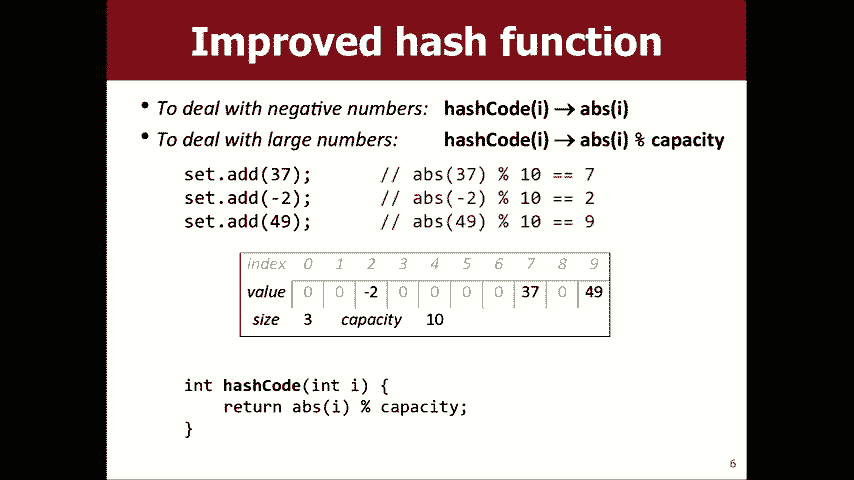 Improved hash function
• To deal with negative numbers: hashCode(i) → abs(i)
• To deal with large numbers: hashCode(i) → abs(i) % capacity
set.add(37); // abs(37) % 10 == 7
set.add(-2); // abs(-2) % 10 == 2
set.add(49); // abs(49) % 10 == 9
index 0 1 2 3 4 5 6 7 8 9
value 0 0 -2 0 0 0 0 37 0 49
size 3 capacity 10
int hashCode(int i) {
return abs(i) % capacity;
}
6